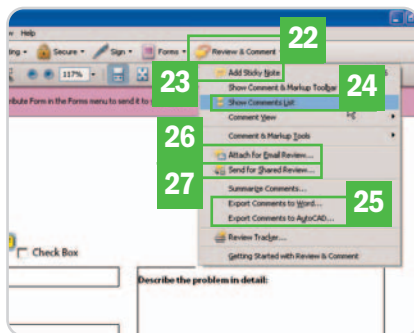 w Help
22
ing Secure Sign Forms Review & Comment
23
117%
Add Sticky Note
6
Show Comment & Markup Toolbar
24
bute Form in the Forms menu to send it to
Show Comments List
Comment View
26
Comment & Markup Tools
Attach for Email Review...
27
Send for Shared Review...
Summarize Comments...
Export Comments to Word...
25
Export Comments to AutoCAD...
Check Box
Review Tracker...
Getting Started with Review & Comment
Describe the problem in detail: